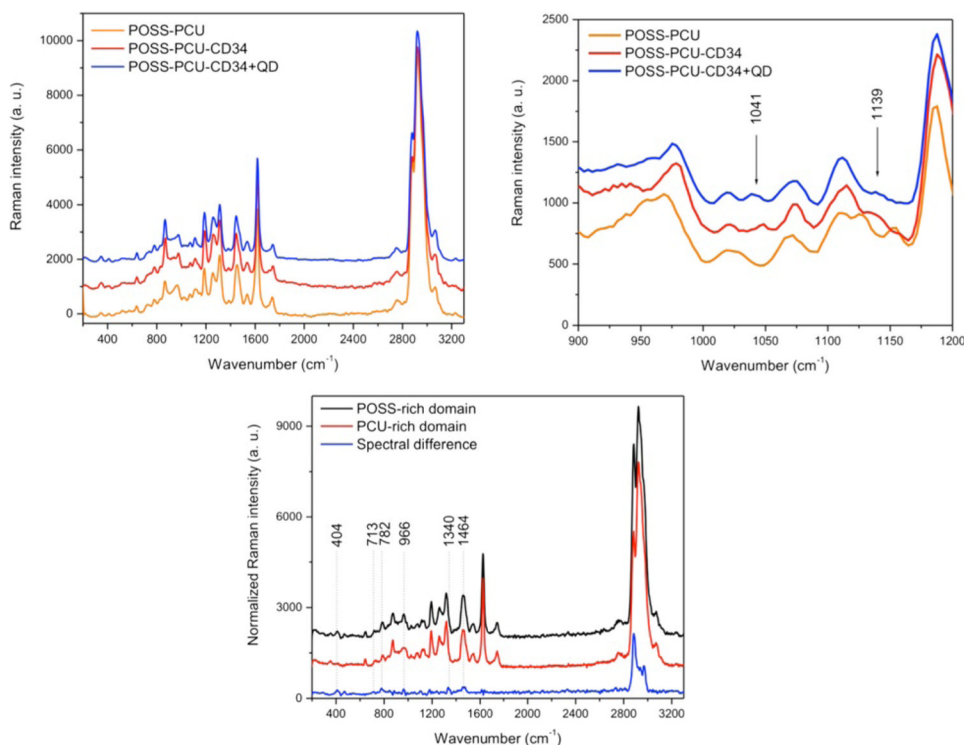 POSS-PCU
POSS-PCU-CD34
POSS-PCU-CD34+QD
Raman intensity (a. u.)
10000
8000
6000
4000
2000
0
400 800 1200 1600 2000 2400 2800 3200
Wavenumber (cm⁻¹)
POSS-PCU
POSS-PCU-CD34
POSS-PCU-CD34+QD
1041
1139
Raman intensity (a. u.)
2500
2000
1500
1000
500
0
900 950 1000 1050 1100 1150 1200
Wavenumber (cm⁻¹)
POSS-rich domain
PCU-rich domain
Spectral difference
404
713
782
966
1340
1464
Normalized Raman intensity (a. u.)
9000
6000
3000
0
400 800 1200 1600 2000 2400 2800 3200
Wavenumber (cm⁻¹)